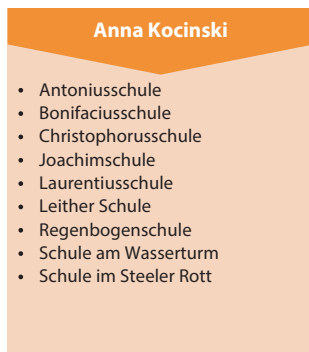 Anna Kocinski
• Antoniusschule
• Bonifaciusschule
• Christophorusschule
• Joachimschule
• Laurentiusschule
• Leither Schule
• Regenbogenschule
• Schule am Wasserturm
• Schule im Steeler Rott